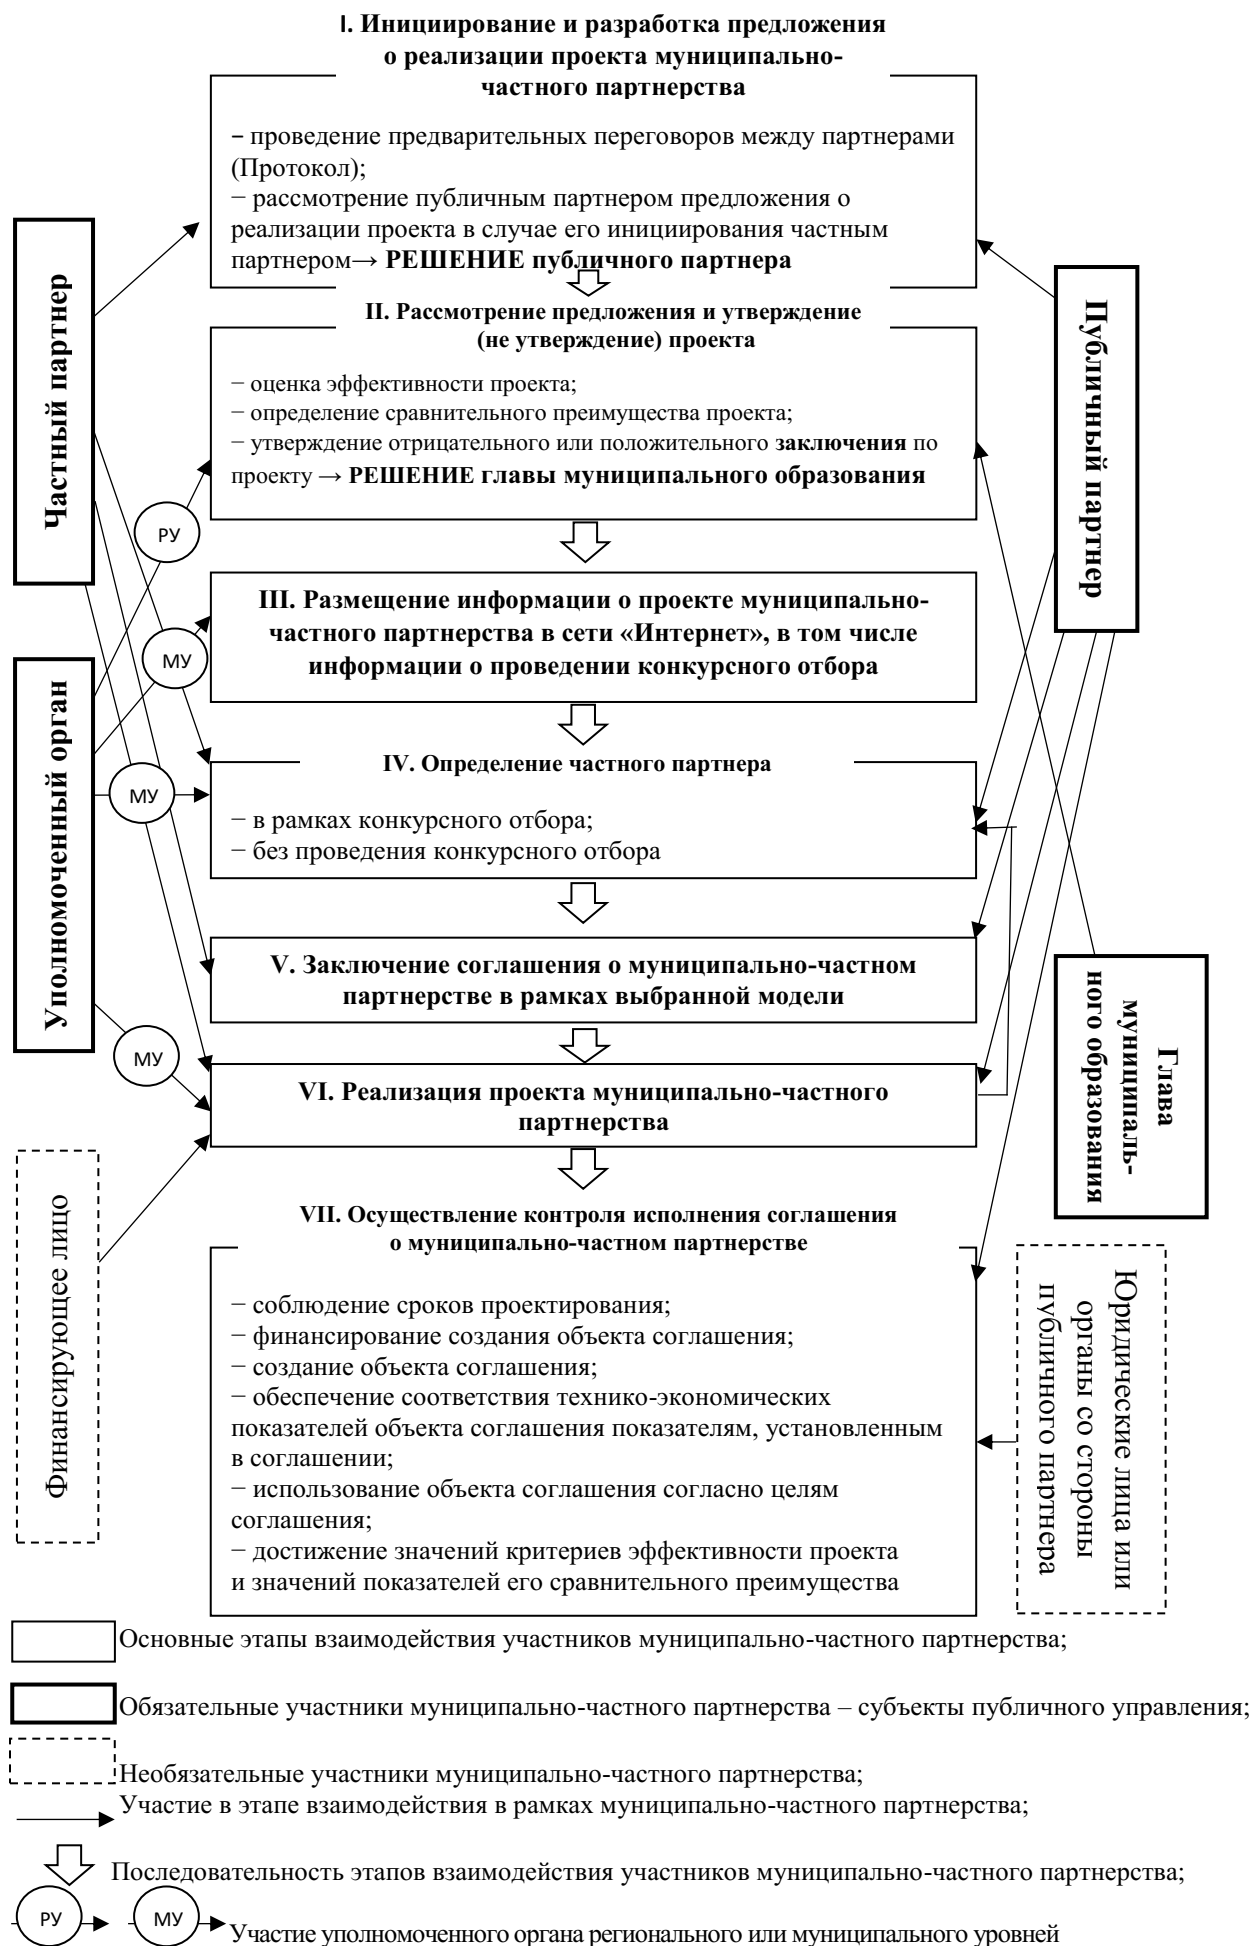 I. Инициирование и разработка предложения
о реализации проекта муниципально-
частного партнерства
− проведение предварительных переговоров между партнерами
(Протокол);
− рассмотрение публичным партнером предложения о
реализации проекта в случае его инициирования частным
партнером→ РЕШЕНИЕ публичного партнера
Частный партнер
Публичный партнер
II. Рассмотрение предложения и утверждение
(не утверждение) проекта
− оценка эффективности проекта;
− определение сравнительного преимущества проекта;
− утверждение отрицательного или положительного заключения по
проекту → РЕШЕНИЕ главы муниципального образования
РУ
III. Размещение информации о проекте муниципально-
частного партнерства в сети «Интернет», в том числе
информации о проведении конкурсного отбора
МУ
Уполномоченный орган
IV. Определение частного партнера
МУ
− в рамках конкурсного отбора;
− без проведения конкурсного отбора
V. Заключение соглашения о муниципально-частном
партнерстве в рамках выбранной модели
Глава
муниципаль-
ного образования
МУ
VI. Реализация проекта муниципально-частного
партнерства
Финансирующее лицо
VII. Осуществление контроля исполнения соглашения
о муниципально-частном партнерстве
− соблюдение сроков проектирования;
− финансирование создания объекта соглашения;
− создание объекта соглашения;
− обеспечение соответствия технико-экономических
показателей объекта соглашения показателям, установленным
в соглашении;
− использование объекта соглашения согласно целям
соглашения;
− достижение значений критериев эффективности проекта
и значений показателей его сравнительного преимущества
Юридические лица или
органы со стороны
публичного партнера
Основные этапы взаимодействия участников муниципально-частного партнерства;
Обязательные участники муниципально-частного партнерства – субъекты публичного управления;
Необязательные участники муниципально-частного партнерства;
Участие в этапе взаимодействия в рамках муниципально-частного партнерства;
Последовательность этапов взаимодействия участников муниципально-частного партнерства;
РУ МУ Участие уполномоченного органа регионального или муниципального уровней